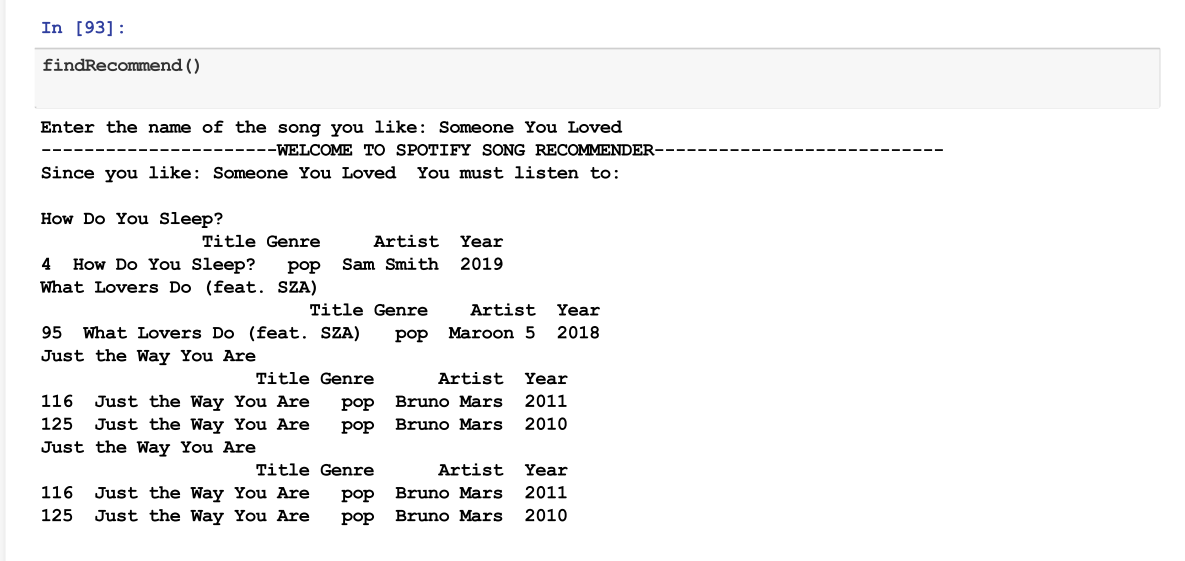 In [93]:
findRecommend()
Enter the name of the song you like: Someone You Loved
----------------------WELCOME TO SPOTIFY SONG RECOMMENDER---------------------------
Since you like: Someone You Loved  You must listen to:
How Do You Sleep?
Title Genre     Artist  Year
4  How Do You Sleep?   pop  Sam Smith  2019
What Lovers Do (feat. SZA)
Title Genre    Artist  Year
95  What Lovers Do (feat. SZA)   pop  Maroon 5  2018
Just the Way You Are
Title Genre      Artist  Year
116  Just the Way You Are   pop  Bruno Mars  2011
125  Just the Way You Are   pop  Bruno Mars  2010
Just the Way You Are
Title Genre      Artist  Year
116  Just the Way You Are   pop  Bruno Mars  2011
125  Just the Way You Are   pop  Bruno Mars  2010